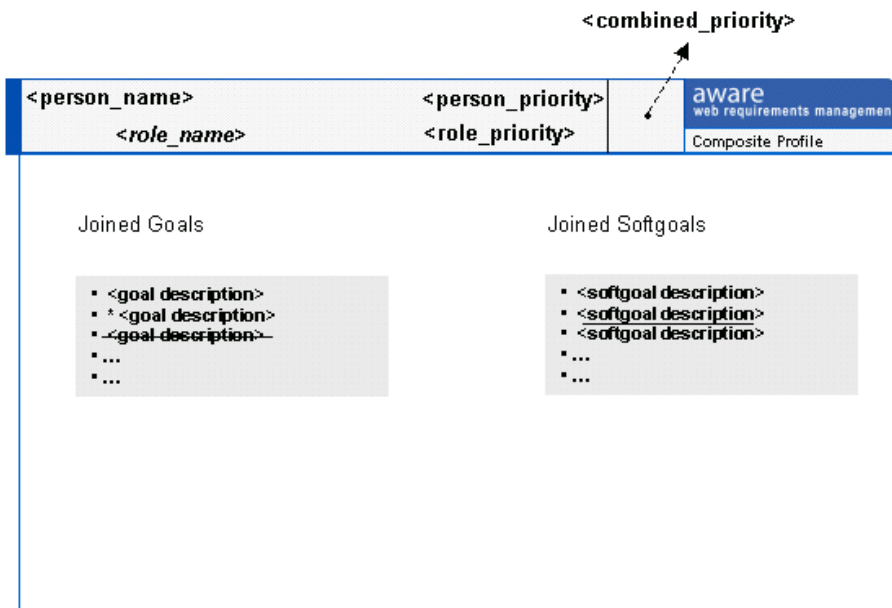 <combined_priority>
<person_name> <person_priority>
<role_name> <role_priority>
aware
web requirements managemen
Composite Profile
Joined Goals
▪ <goal description>
▪ * <goal description>
▪ <goal description>
▪ ...
▪ ...
Joined Softgoals
▪ <softgoal description>
▪ <softgoal description>
▪ <softgoal description>
▪ ...
▪ ...